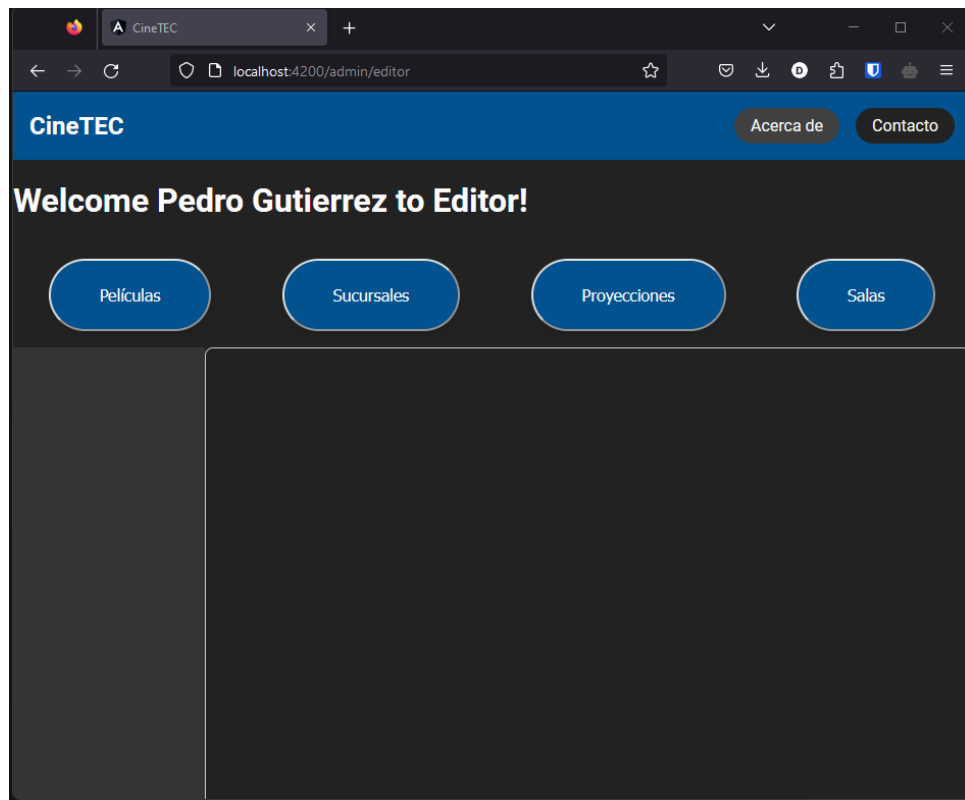 CineTEC
localhost:4200/admin/editor
CineTEC
Acerca de
Contacto
Welcome Pedro Gutierrez to Editor!
Películas
Sucursales
Proyecciones
Salas